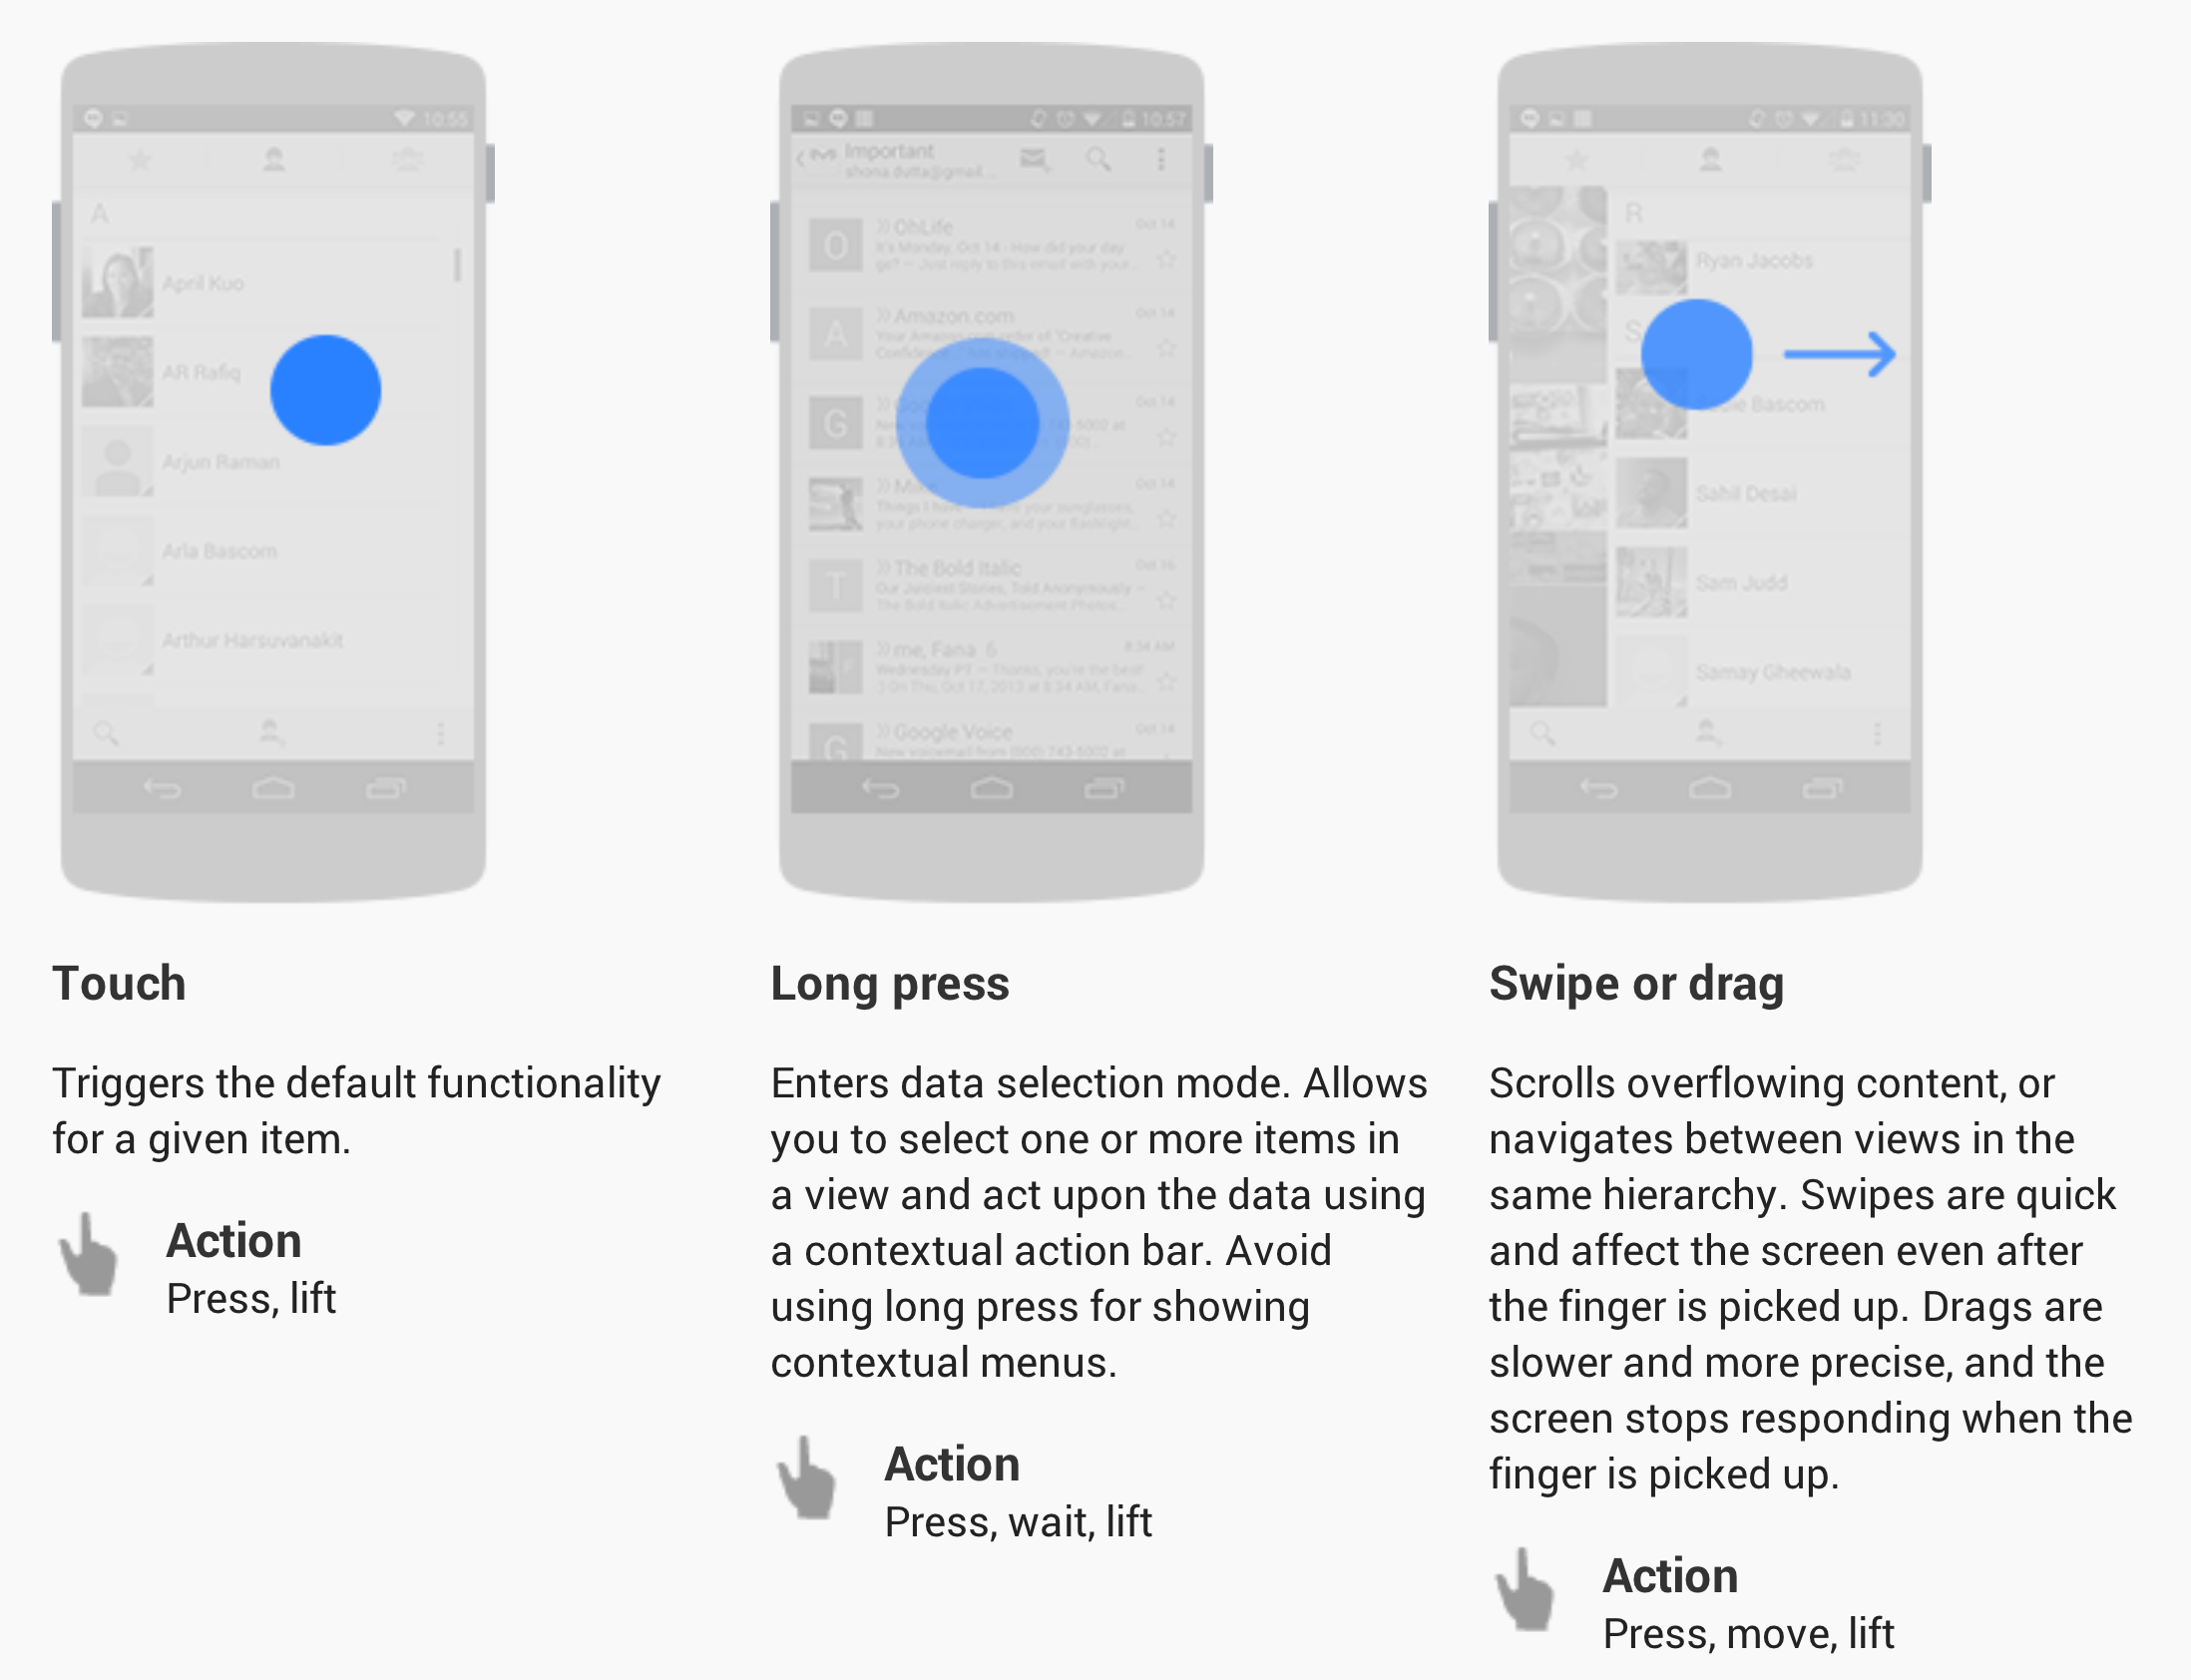 10:55
A
April Kuo
AR Rafiq
Arjun Raman
Arla Bascom
Arthur Harsuvanakit
10:57
Important
shona.dutta@gmail...
O
OhLife
Oct 14
It's Monday, Oct 14 - How did your day
go? — Just reply to this email with your...
A
Amazon.com
Oct 14
Your Amazon.com order of "Creative
Amazon...
G
Oct 14
743-5002 at
Oct 14
Things I have your sunglasses,
your phone charger, and your flashlight...
T
The Bold Italic
Oct 16
Our Juiciest Stories, Told Anonymously —
The Bold Italic Advertisement Photos...
me, Fana 6
8:34 AM
Wednesday PT — Thanks, you're the best!
:) On Thu, Oct 17, 2013 at 8:34 AM, Fana...
G
Google Voice
Oct 14
New voicemail from (800) 743-5002 at
11:30
R
Ryan Jacobs
S
Bascom
Sahil Desai
Sam Judd
Samay Gheewala
Touch
Triggers the default functionality
for a given item.
Action
Press, lift
Long press
Enters data selection mode. Allows
you to select one or more items in
a view and act upon the data using
a contextual action bar. Avoid
using long press for showing
contextual menus.
Action
Press, wait, lift
Swipe or drag
Scrolls overflowing content, or
navigates between views in the
same hierarchy. Swipes are quick
and affect the screen even after
the finger is picked up. Drags are
slower and more precise, and the
screen stops responding when the
finger is picked up.
Action
Press, move, lift